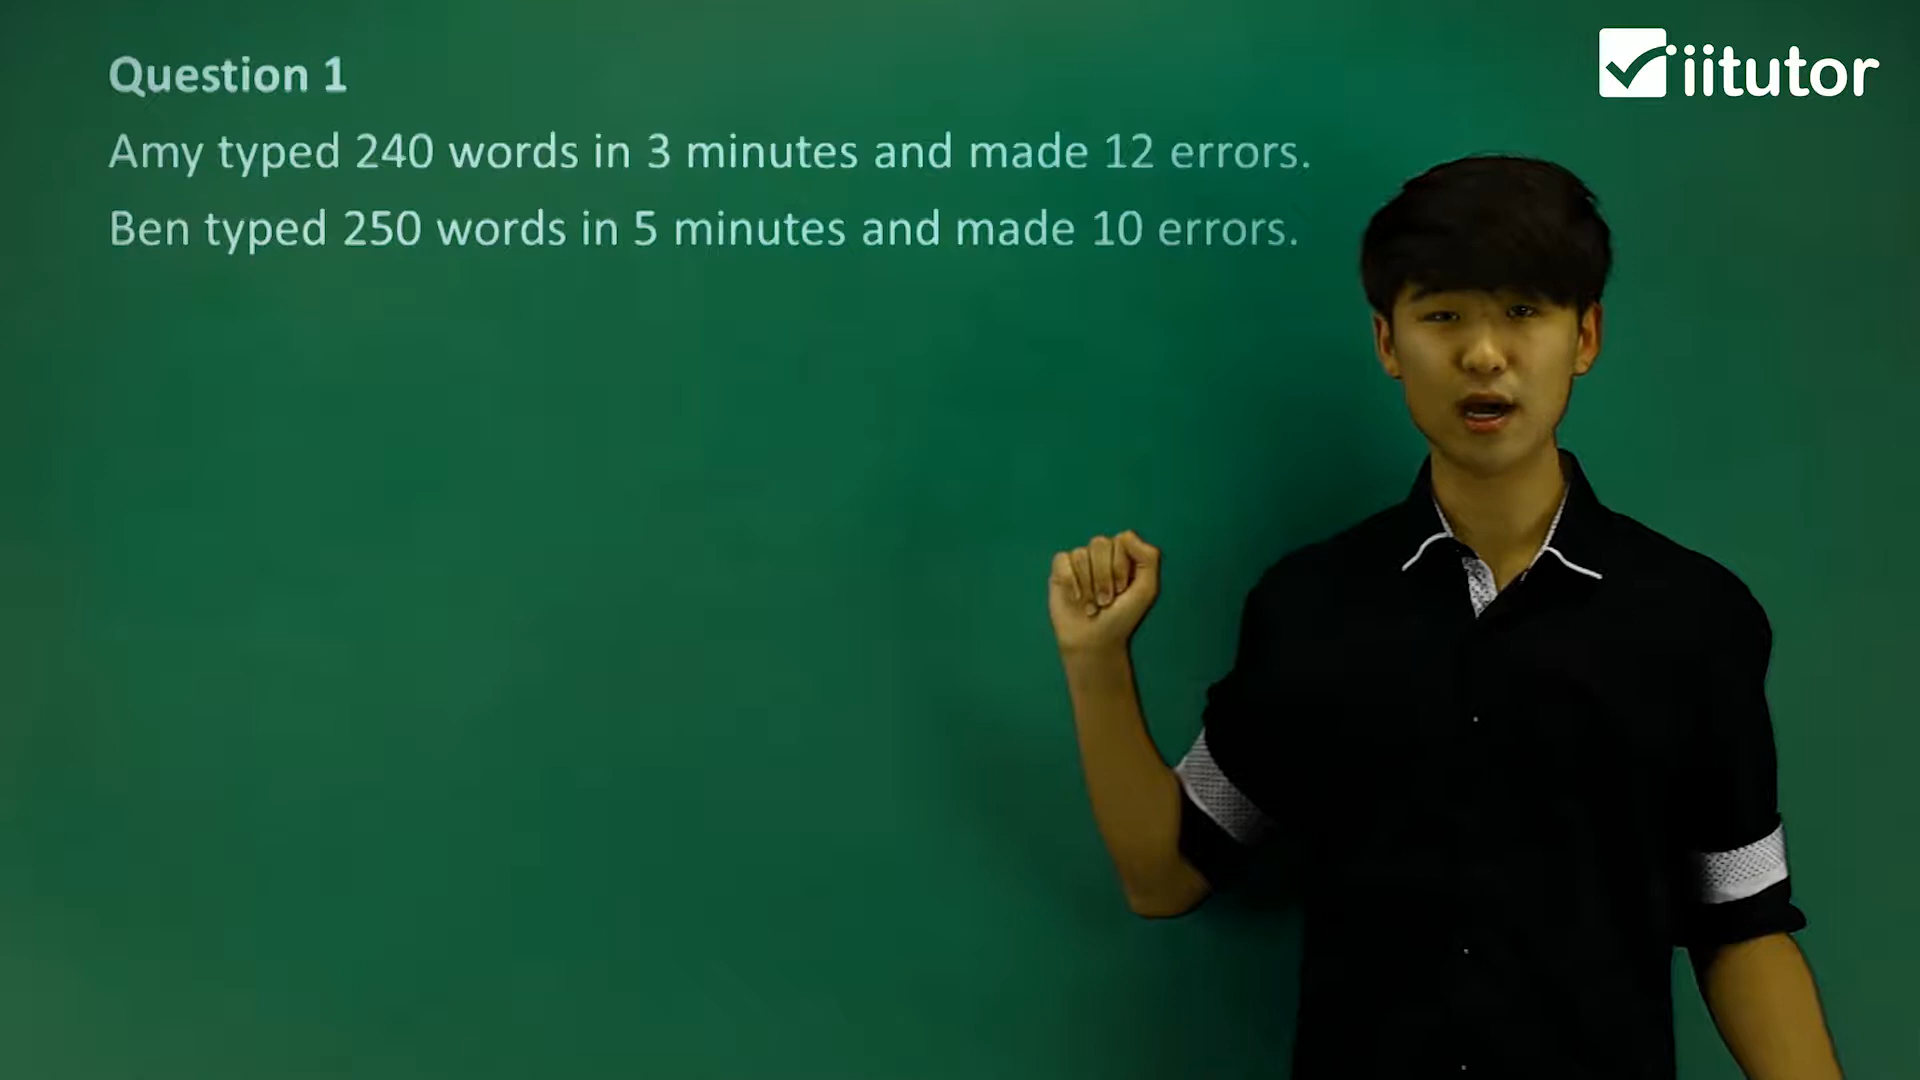 Question 1
iitutor
Amy typed 240 words in 3 minutes and made 12 errors.
Ben typed 250 words in 5 minutes and made 10 errors.